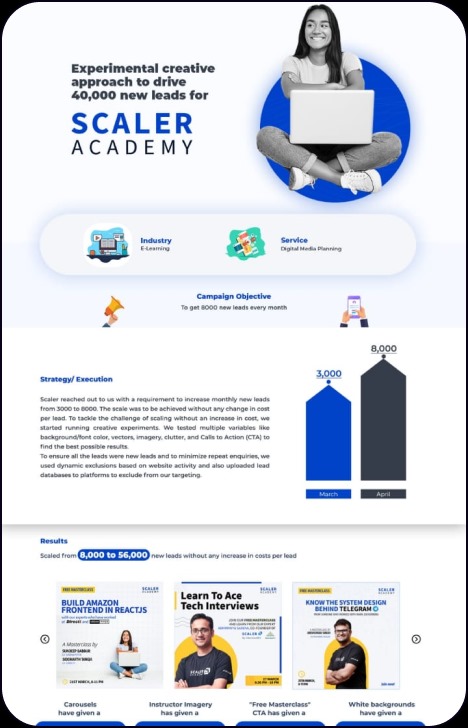 Experimental creative
approach to drive
40,000 new leads for
SCALER
ACADEMY
Industry
E-Learning
Service
Digital Media Planning
Campaign Objective
To get 8000 new leads every month
Strategy/ Execution
Scaler reached out to us with a requirement to increase monthly new leads
from 3000 to 8000. The scale was to be achieved without any change in cost
per lead. To tackle the challenge of scaling without an increase in cost, we
started running creative experiments. We tested multiple variables like
background/font color, vectors, imagery, clutter, and Calls to Action (CTA) to
find the best possible results.
To ensure all the leads were new leads and to minimize repeat enquiries, we
used dynamic exclusions based on website activity and also uploaded lead
databases to platforms to exclude from our targeting.
3,000
8,000
March
April
Results
Scaled from 8,000 to 56,000 new leads without any increase in costs per lead
FREE MASTERCLASS
SCALER
ACADEMY
BUILD AMAZON
FRONTEND IN REACTJS
A Masterclass by
SCALER
ACADEMY
Learn To Ace
Tech Interviews
JOIN OUR FREE MASTERCLASS
SCALER
FREE MASTERCLASS
SCALER
ACADEMY
KNOW THE SYSTEM DESIGN
BEHIND TELEGRAM
Carousels
have given a
Instructor Imagery
has given a
"Free Masterclass"
CTA has given a
White backgrounds
have given a